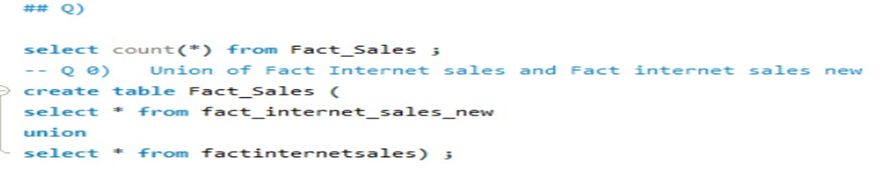 ## Q)
select count(*) from Fact_Sales ;
-- Q 0)   Union of Fact Internet sales and Fact internet sales new
create table Fact_Sales (
select * from fact_internet_sales_new
union
select * from factinternetsales) ;